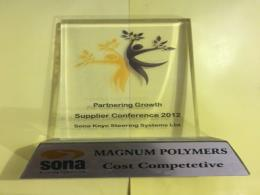 Partnering Growth
Supplier Conference 2012
Sona Koyo Steering Systems Ltd
sona
MAGNUM POLYMERS
Cost Competetive